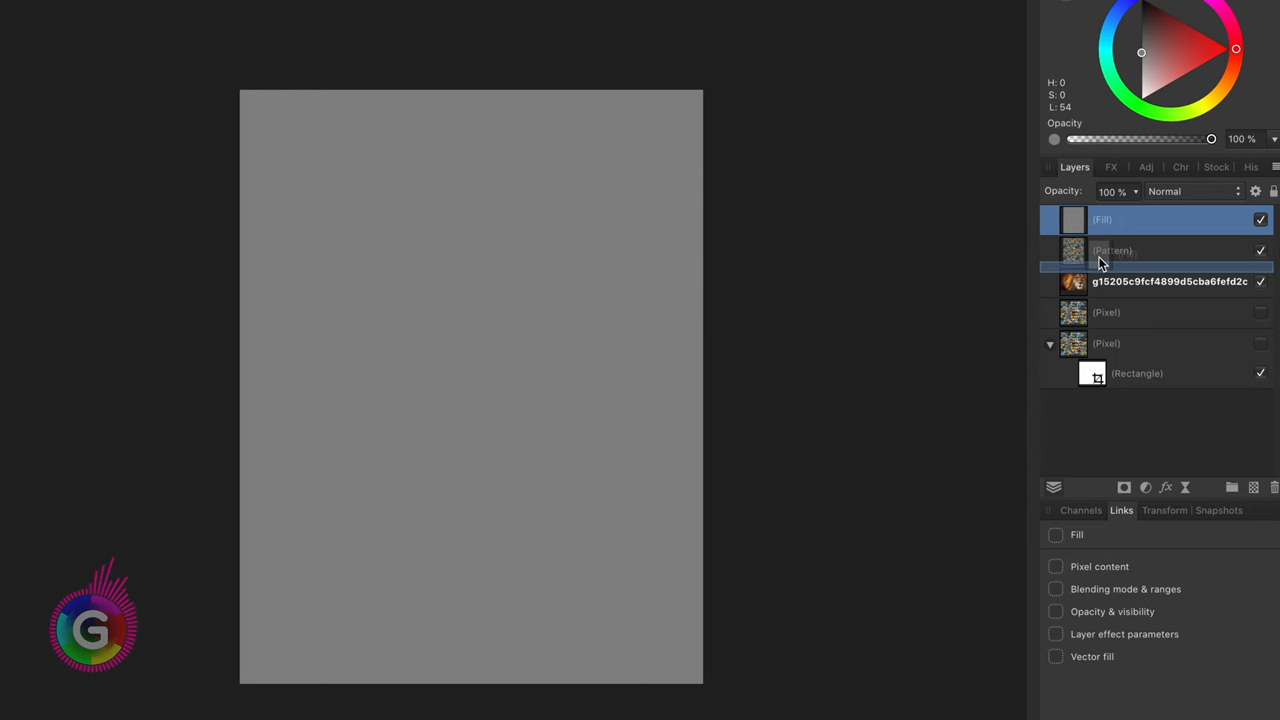 H: 0
S: 0
L: 54
Opacity
100 %
Layers FX Adj Chr Stock His
Opacity: 100 % Normal
(Fill)
(Pattern)
g15205c9fcf4899d5cba6fefd2c
(Pixel)
(Pixel)
(Rectangle)
fx
Channels Links Transform Snapshots
Fill
Pixel content
Blending mode & ranges
Opacity & visibility
Layer effect parameters
Vector fill
G